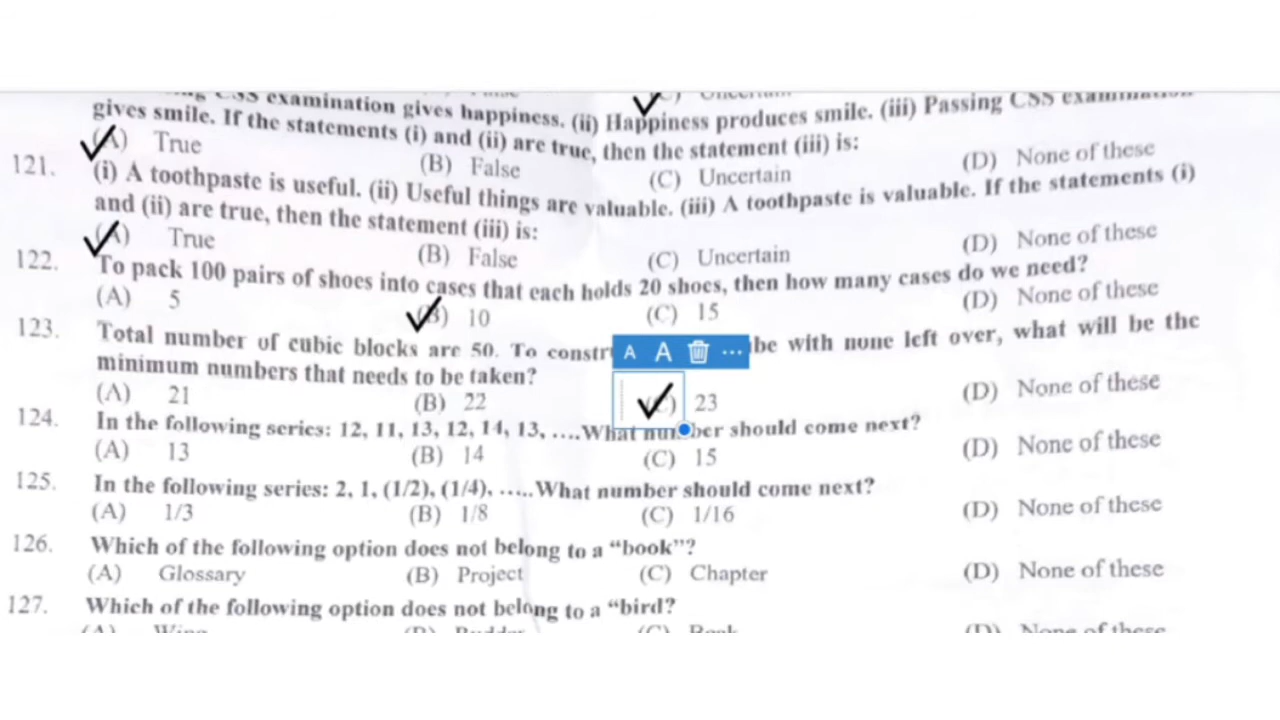 examination gives happiness. (ii) Happiness produces smile. (iii) Passing CSS
gives smile. If the statements (i) and (ii) are true, then the statement (iii) is:
(A) True (B) False (C) Uncertain (D) None of these
121. (i) A toothpaste is useful. (ii) Useful things are valuable. (iii) A toothpaste is valuable. If the statements (i)
and (ii) are true, then the statement (iii) is:
(A) True (B) False (C) Uncertain (D) None of these
122. To pack 100 pairs of shoes into cases that each holds 20 shoes, then how many cases do we need?
(A) 5 (B) 10 (C) 15 (D) None of these
123. Total number of cubic blocks are 50. To constr be with none left over, what will be the
minimum numbers that needs to be taken?
A A ...
(A) 21 (B) 22 (C) 23 (D) None of these
124. In the following series: 12, 11, 13, 12, 14, 13, ....What number should come next?
(A) 13 (B) 14 (C) 15 (D) None of these
125. In the following series: 2, 1, (1/2), (1/4), .....What number should come next?
(A) 1/3 (B) 1/8 (C) 1/16 (D) None of these
126. Which of the following option does not belong to a “book”?
(A) Glossary (B) Project (C) Chapter (D) None of these
127. Which of the following option does not belong to a “bird?
None of these